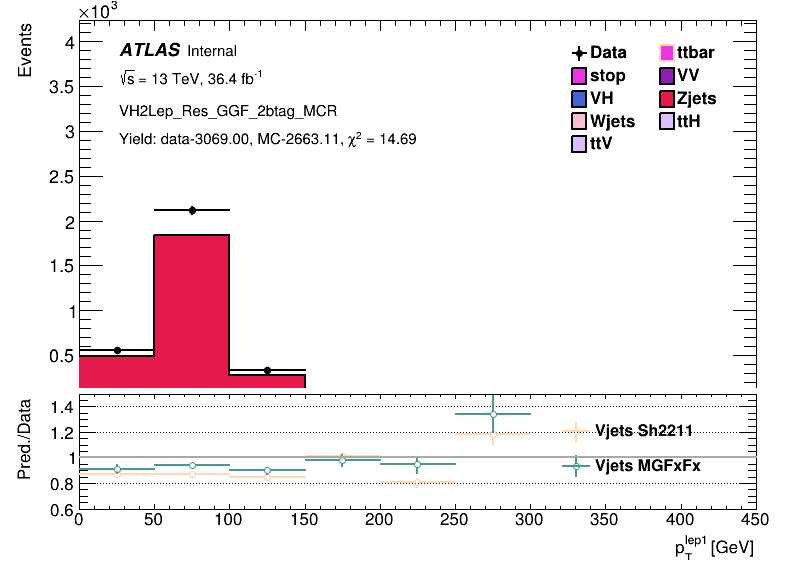 ×10³
Events
4
3.5
3
2.5
2
1.5
1
0.5
ATLAS Internal
√s = 13 TeV, 36.4 fb⁻¹
VH2Lep_Res_GGF_2btag_MCR
Yield: data-3069.00, MC-2663.11, χ² = 14.69
Data
ttbar
stop
VV
VH
Zjets
Wjets
ttH
ttV
Pred./Data
1.4
1.2
1
0.8
0.6
Vjets Sh2211
Vjets MGFxFx
0 50 100 150 200 250 300 350 400 450
p_T^lep1 [GeV]